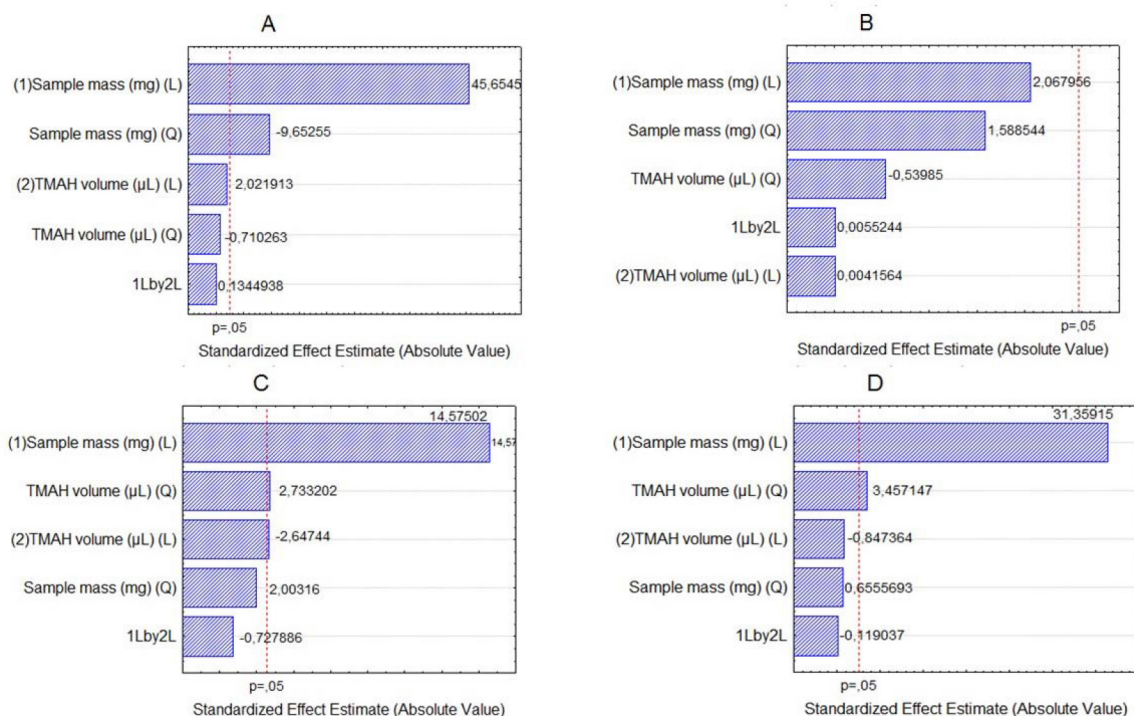 A
(1)Sample mass (mg) (L)
45,6545
Sample mass (mg) (Q)
-9,65255
(2)TMAH volume (µL) (L)
2,021913
TMAH volume (µL) (Q)
-0,710263
1Lby2L
0,1344938
p=,05
Standardized Effect Estimate (Absolute Value)
B
(1)Sample mass (mg) (L)
2,067956
Sample mass (mg) (Q)
1,588544
TMAH volume (µL) (Q)
-0,53985
1Lby2L
0,0055244
(2)TMAH volume (µL) (L)
0,0041564
p=,05
Standardized Effect Estimate (Absolute Value)
C
14,57502
(1)Sample mass (mg) (L)
14,57
TMAH volume (µL) (Q)
2,733202
(2)TMAH volume (µL) (L)
-2,64744
Sample mass (mg) (Q)
2,00316
1Lby2L
-0,727886
p=,05
Standardized Effect Estimate (Absolute Value)
D
31,35915
(1)Sample mass (mg) (L)
TMAH volume (µL) (Q)
3,457147
(2)TMAH volume (µL) (L)
-0,847364
Sample mass (mg) (Q)
0,6555693
1Lby2L
-0,119037
p=,05
Standardized Effect Estimate (Absolute Value)